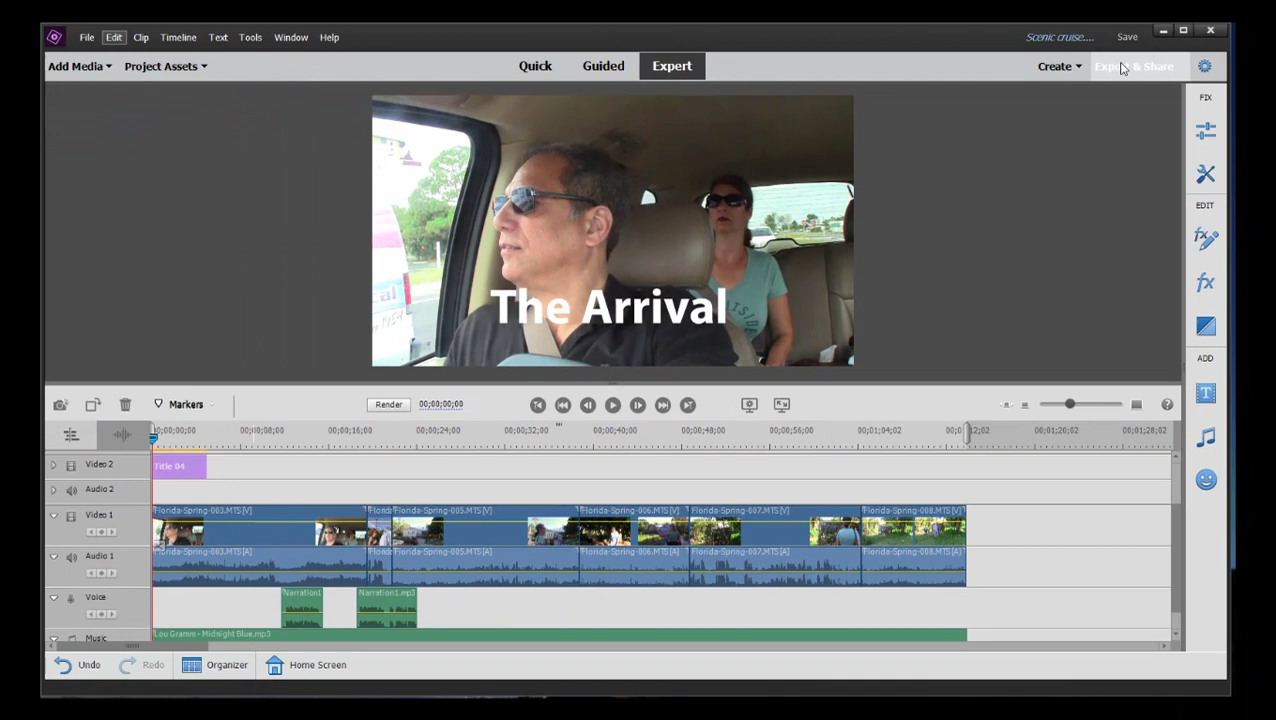 File Edit Clip Timeline Text Tools Window Help Scenic cruise.... Save
Add Media Project Assets Quick Guided Expert Create Export & Share
FIX
EDIT
fx
fx
The Arrival
ADD
T
Markers Render 00;00;00;00
00;00;08;00 00;00;16;00 00;00;24;00 00;00;32;00 00;00;40;00 00;00;48;00 00;00;56;00 00;01;04;02 12;02 00;01;20;02 00;01;28;02
Video 2 Title 04
Audio 2
Video 1 Florida-Spring-003.MTS[V] Florida-Spring-005.MTS[V] Florida-Spring-006.MTS[V] Florida-Spring-007.MTS[V] Florida-Spring-008.MTS[V]
Audio 1 Florida-Spring-003.MTS[A] Florida-Spring-005.MTS[A] Florida-Spring-006.MTS[A] Florida-Spring-007.MTS[A] Florida-Spring-008.MTS[A]
Voice Narration1 Narration1.mp3
Music Lou Gramm - Midnight Blue.mp3
Undo Redo Organizer Home Screen